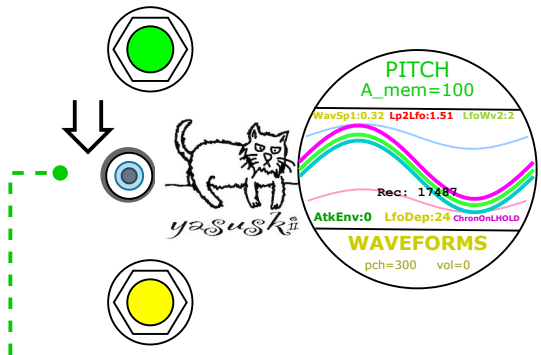 PITCH
A_mem=100
WavSp1:0.32 Lp2Lfo:1.51 LfoWv2:2
Rec: 17487
yasuski
AtkEnv:0 LfoDep:24 ChronOnLHOLD
WAVEFORMS
pch=300 vol=0